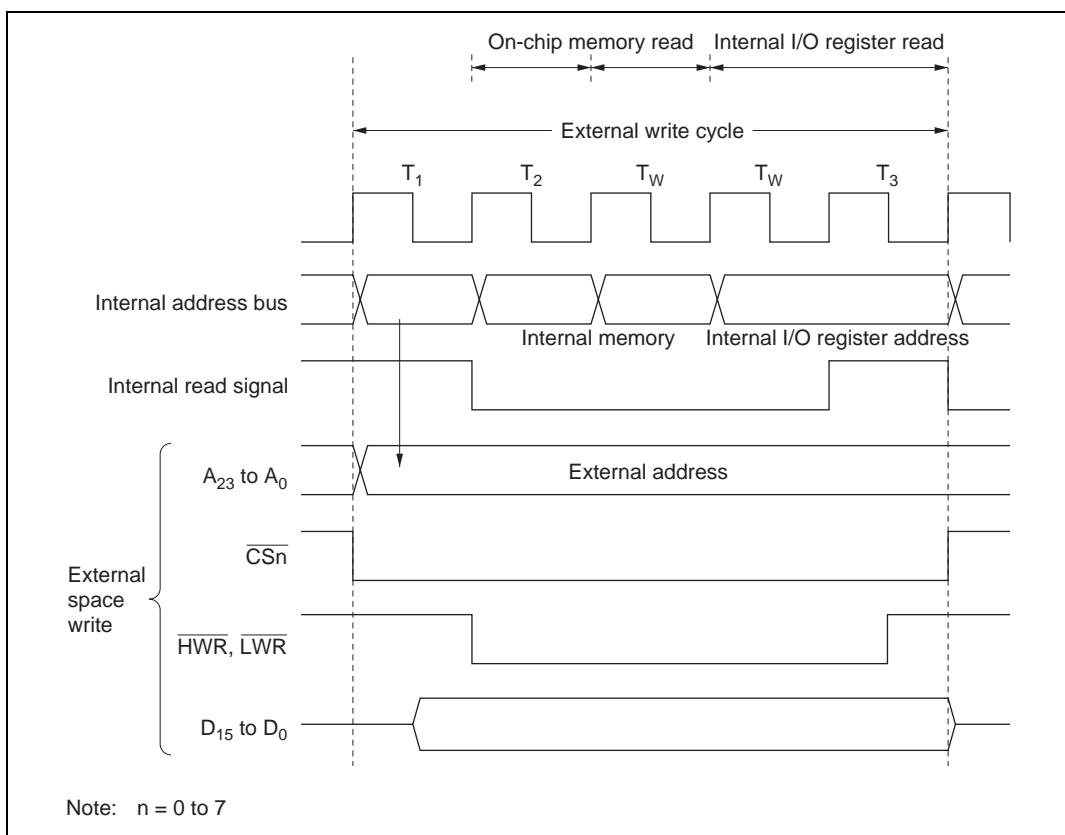 On-chip memory read Internal I/O register read
External write cycle
T1 T2 TW TW T3
Internal address bus
Internal memory Internal I/O register address
Internal read signal
A23 to A0
External address
CSn
External
space
write
HWR, LWR
D15 to D0
Note: n = 0 to 7